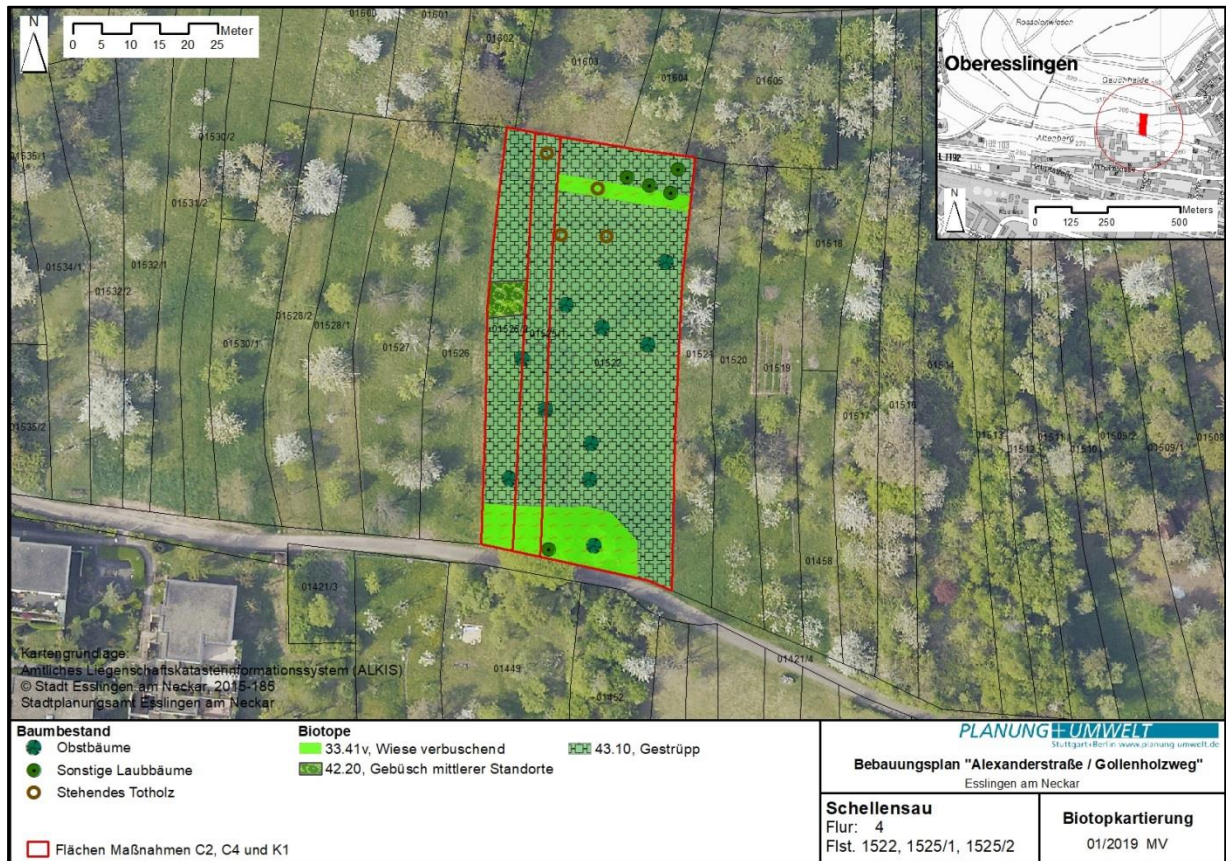 N
0 5 10 15 20 25 Meter
01600
01601
01602
01603
01604
01605
01530/2
01535/1
01531/2
01534/1
01532/1
01532/2
01528/2
01528/1
01530/1
01527
01526
01525/2
01525/1
01522
01521
01520
01519
01518
01517
01516
01514
01513
01512
01511
01510
01509/2
01509/1
01535/2
01421/3
01449
01452
01458
01421/4
Oberesslingen
Rossolenwiesen
Gauchhalde
Altenberg
N
0 125 250 500 Meters
Kartengrundlage:
Amtliches Liegenschaftskatasterinformationssystem (ALKIS)
© Stadt Esslingen am Neckar, 2015-185
Stadtplanungsamt Esslingen am Neckar
Baumbestand
Obstbäume
Sonstige Laubbäume
Stehendes Totholz
Flächen Maßnahmen C2, C4 und K1
Biotope
33.41v, Wiese verbuschend
42.20, Gebüsch mittlerer Standorte
43.10, Gestrüpp
PLANUNG+UMWELT
Stuttgart+Berlin www.planung-umwelt.de
Bebauungsplan "Alexanderstraße / Gollenholzweg"
Esslingen am Neckar
Schellensau
Flur: 4
Flst. 1522, 1525/1, 1525/2
Biotopkartierung
01/2019 MV